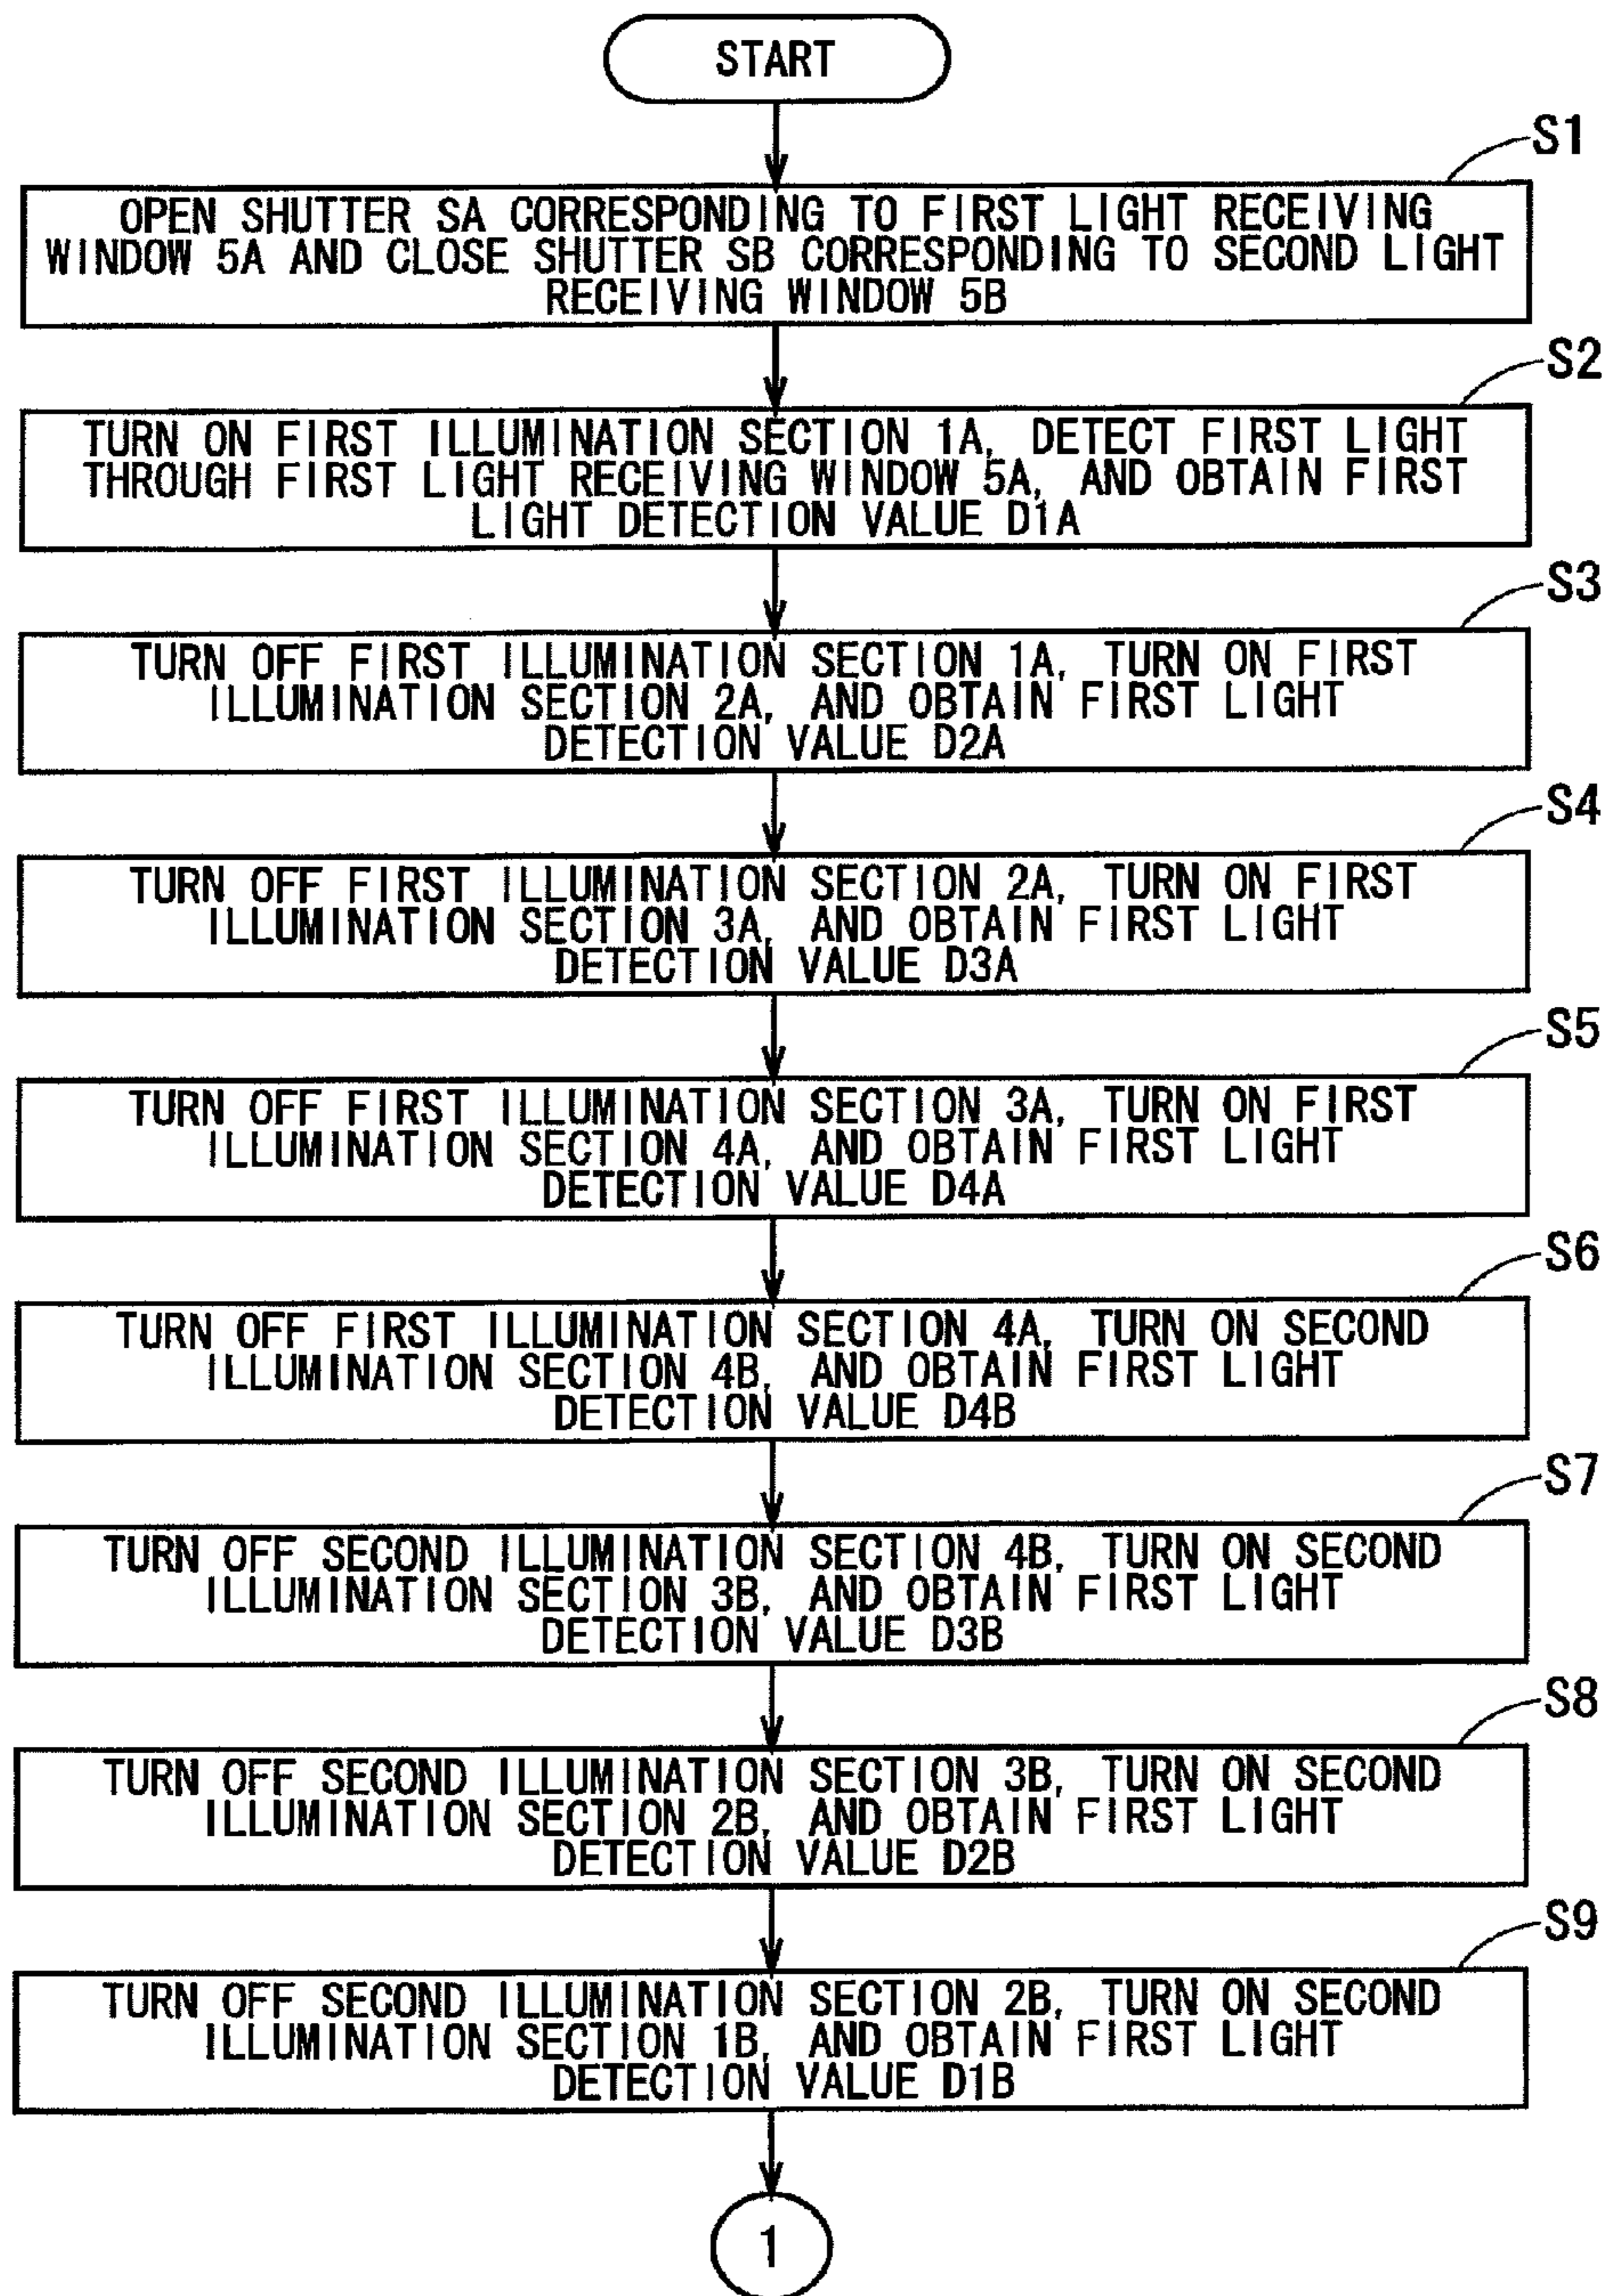 START
S1
OPEN SHUTTER SA CORRESPONDING TO FIRST LIGHT RECEIVING
WINDOW 5A AND CLOSE SHUTTER SB CORRESPONDING TO SECOND LIGHT
RECEIVING WINDOW 5B
S2
TURN ON FIRST ILLUMINATION SECTION 1A, DETECT FIRST LIGHT
THROUGH FIRST LIGHT RECEIVING WINDOW 5A, AND OBTAIN FIRST
LIGHT DETECTION VALUE D1A
S3
TURN OFF FIRST ILLUMINATION SECTION 1A, TURN ON FIRST
ILLUMINATION SECTION 2A, AND OBTAIN FIRST LIGHT
DETECTION VALUE D2A
S4
TURN OFF FIRST ILLUMINATION SECTION 2A, TURN ON FIRST
ILLUMINATION SECTION 3A, AND OBTAIN FIRST LIGHT
DETECTION VALUE D3A
S5
TURN OFF FIRST ILLUMINATION SECTION 3A, TURN ON FIRST
ILLUMINATION SECTION 4A, AND OBTAIN FIRST LIGHT
DETECTION VALUE D4A
S6
TURN OFF FIRST ILLUMINATION SECTION 4A, TURN ON SECOND
ILLUMINATION SECTION 4B, AND OBTAIN FIRST LIGHT
DETECTION VALUE D4B
S7
TURN OFF SECOND ILLUMINATION SECTION 4B, TURN ON SECOND
ILLUMINATION SECTION 3B, AND OBTAIN FIRST LIGHT
DETECTION VALUE D3B
S8
TURN OFF SECOND ILLUMINATION SECTION 3B, TURN ON SECOND
ILLUMINATION SECTION 2B, AND OBTAIN FIRST LIGHT
DETECTION VALUE D2B
S9
TURN OFF SECOND ILLUMINATION SECTION 2B, TURN ON SECOND
ILLUMINATION SECTION 1B, AND OBTAIN FIRST LIGHT
DETECTION VALUE D1B
1